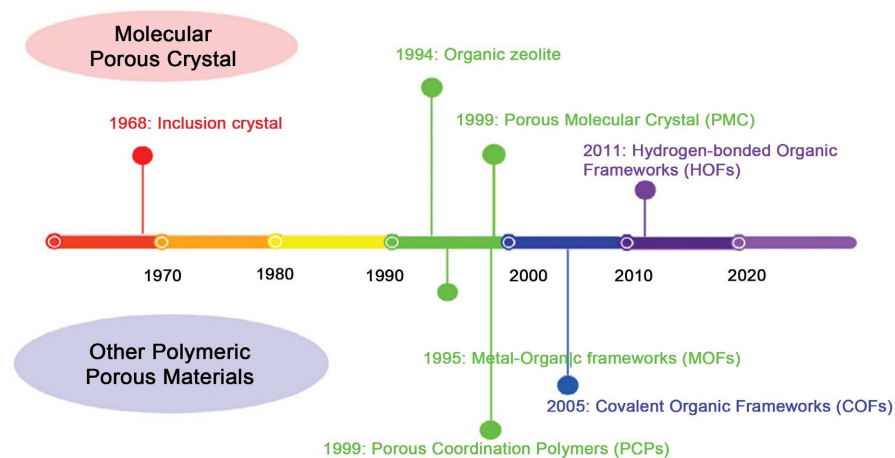 Molecular
Porous Crystal
1994: Organic zeolite
1968: Inclusion crystal
1999: Porous Molecular Crystal (PMC)
2011: Hydrogen-bonded Organic
Frameworks (HOFs)
1970
1980
1990
2000
2010
2020
Other Polymeric
Porous Materials
1995: Metal-Organic frameworks (MOFs)
2005: Covalent Organic Frameworks (COFs)
1999: Porous Coordination Polymers (PCPs)